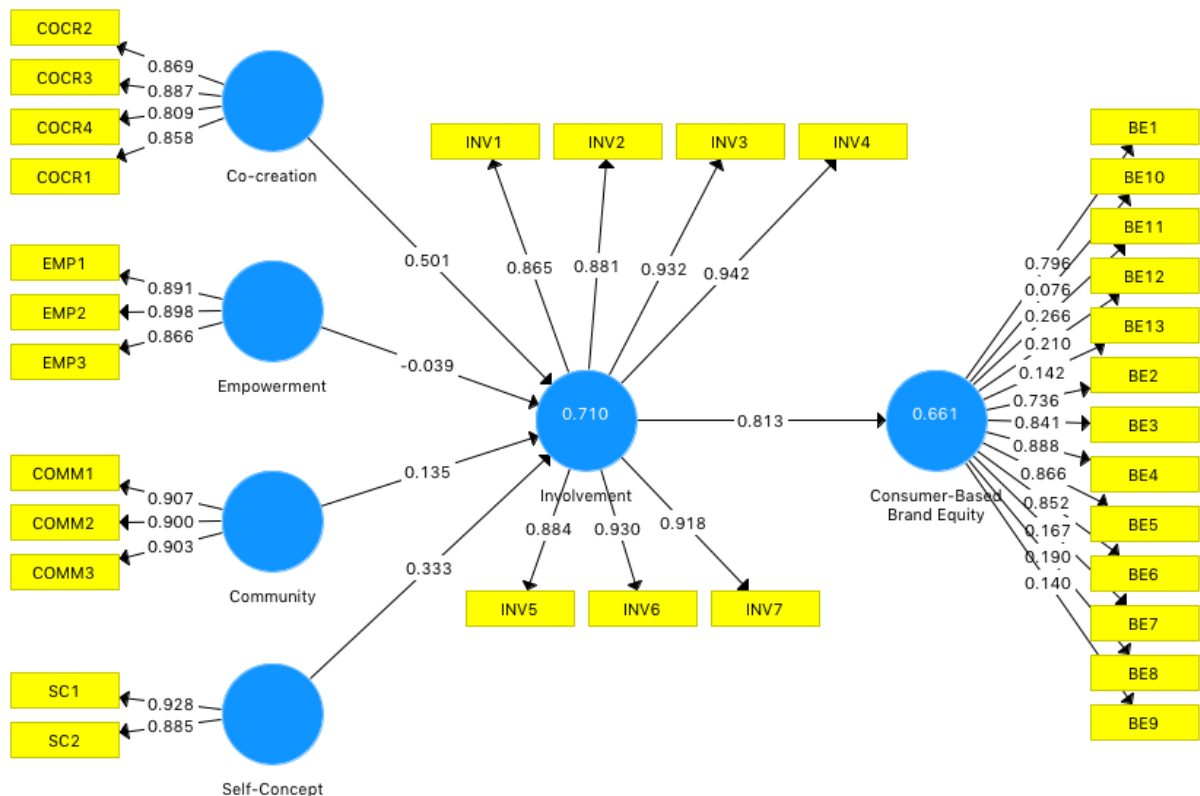 COCR2
COCR3
COCR4
COCR1
0.869
0.887
0.809
0.858
Co-creation
EMP1
EMP2
EMP3
0.891
0.898
0.866
Empowerment
COMM1
COMM2
COMM3
0.907
0.900
0.903
Community
SC1
SC2
0.928
0.885
Self-Concept
0.501
-0.039
0.135
0.333
INV1
INV2
INV3
INV4
0.865
0.881
0.932
0.942
0.710
Involvement
0.884
0.930
0.918
INV5
INV6
INV7
0.813
0.661
Consumer-Based
Brand Equity
0.796
0.076
0.266
0.210
0.142
0.736
0.841
0.888
0.866
0.852
0.167
0.190
0.140
BE1
BE10
BE11
BE12
BE13
BE2
BE3
BE4
BE5
BE6
BE7
BE8
BE9